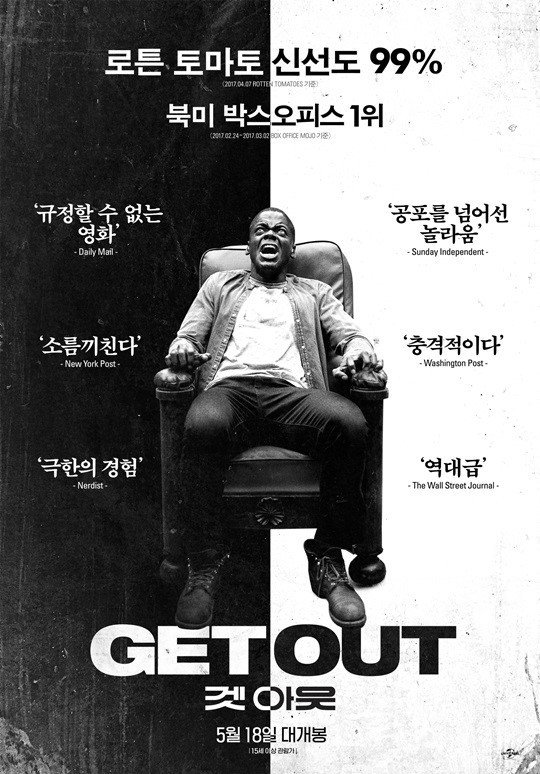 로튼 토마토 신선도 99%
(2017.04.07 ROTTEN TOMATOES 기준)
북미 박스오피스 1위
(2017.02.24~2017.03.02 BOX OFFICE MOJO 기준)
‘규정할 수 없는
영화’
- Daily Mail -
‘공포를 넘어선
놀라움’
- Sunday Independent -
‘소름끼친다’
- New York Post -
‘충격적이다’
- Washington Post -
‘극한의 경험’
- Nerdist -
‘역대급’
- The Wall Street Journal -
GET OUT
겟 아웃
5월 18일 대개봉
| 15세 이상 관람가 |